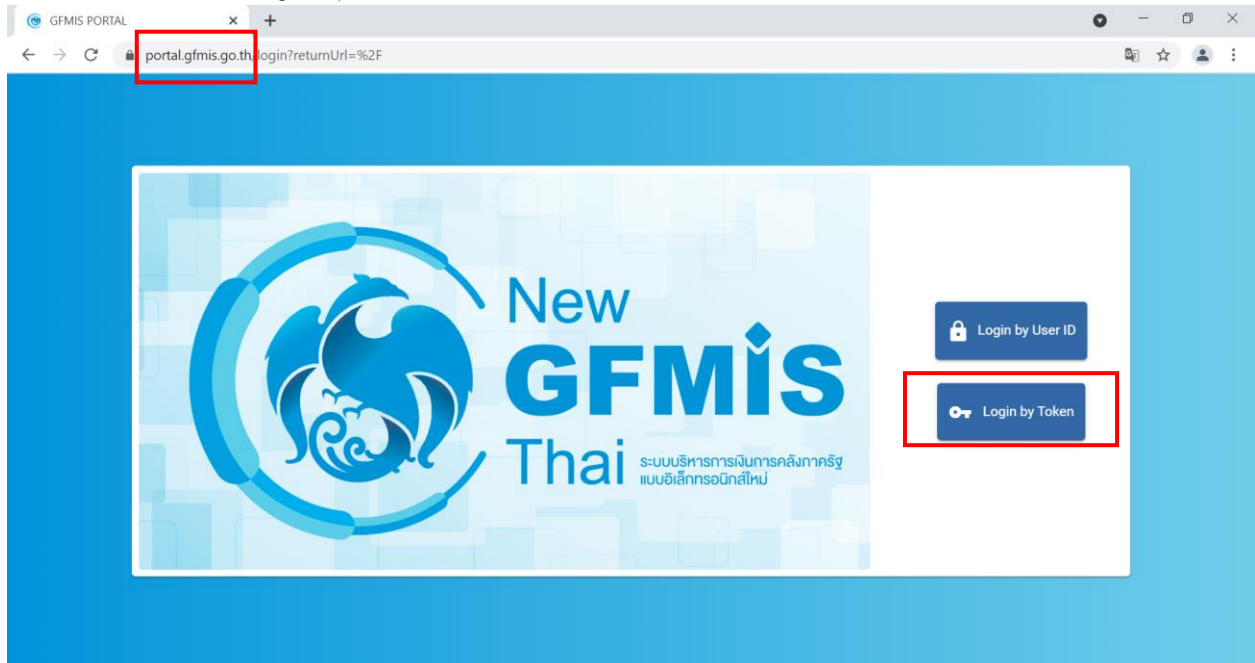 GFMIS PORTAL
portal.gfmis.go.th/login?returnUrl=%2F
New
GFMIS
Thai
ระบบบริหารการเงินการคลังภาครัฐ
แบบอิเล็กทรอนิกส์ใหม่
Login by User ID
Login by Token